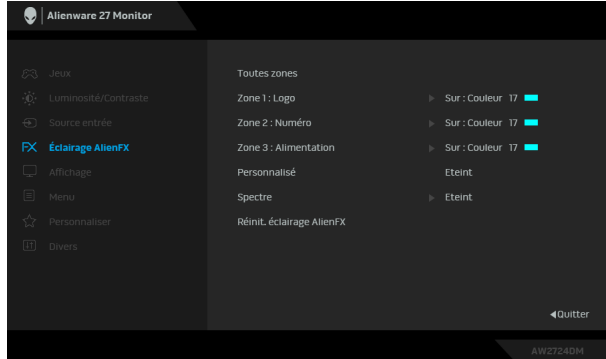 Alienware 27 Monitor
Jeux
Luminosité/Contraste
Source entrée
FX Éclairage AlienFX
Affichage
Menu
Personnaliser
Divers
Toutes zones
Zone 1 : Logo Sur : Couleur 17
Zone 2 : Numéro Sur : Couleur 17
Zone 3 : Alimentation Sur : Couleur 17
Personnalisé Eteint
Spectre Eteint
Réinit. éclairage AlienFX
Quitter
AW2724DM